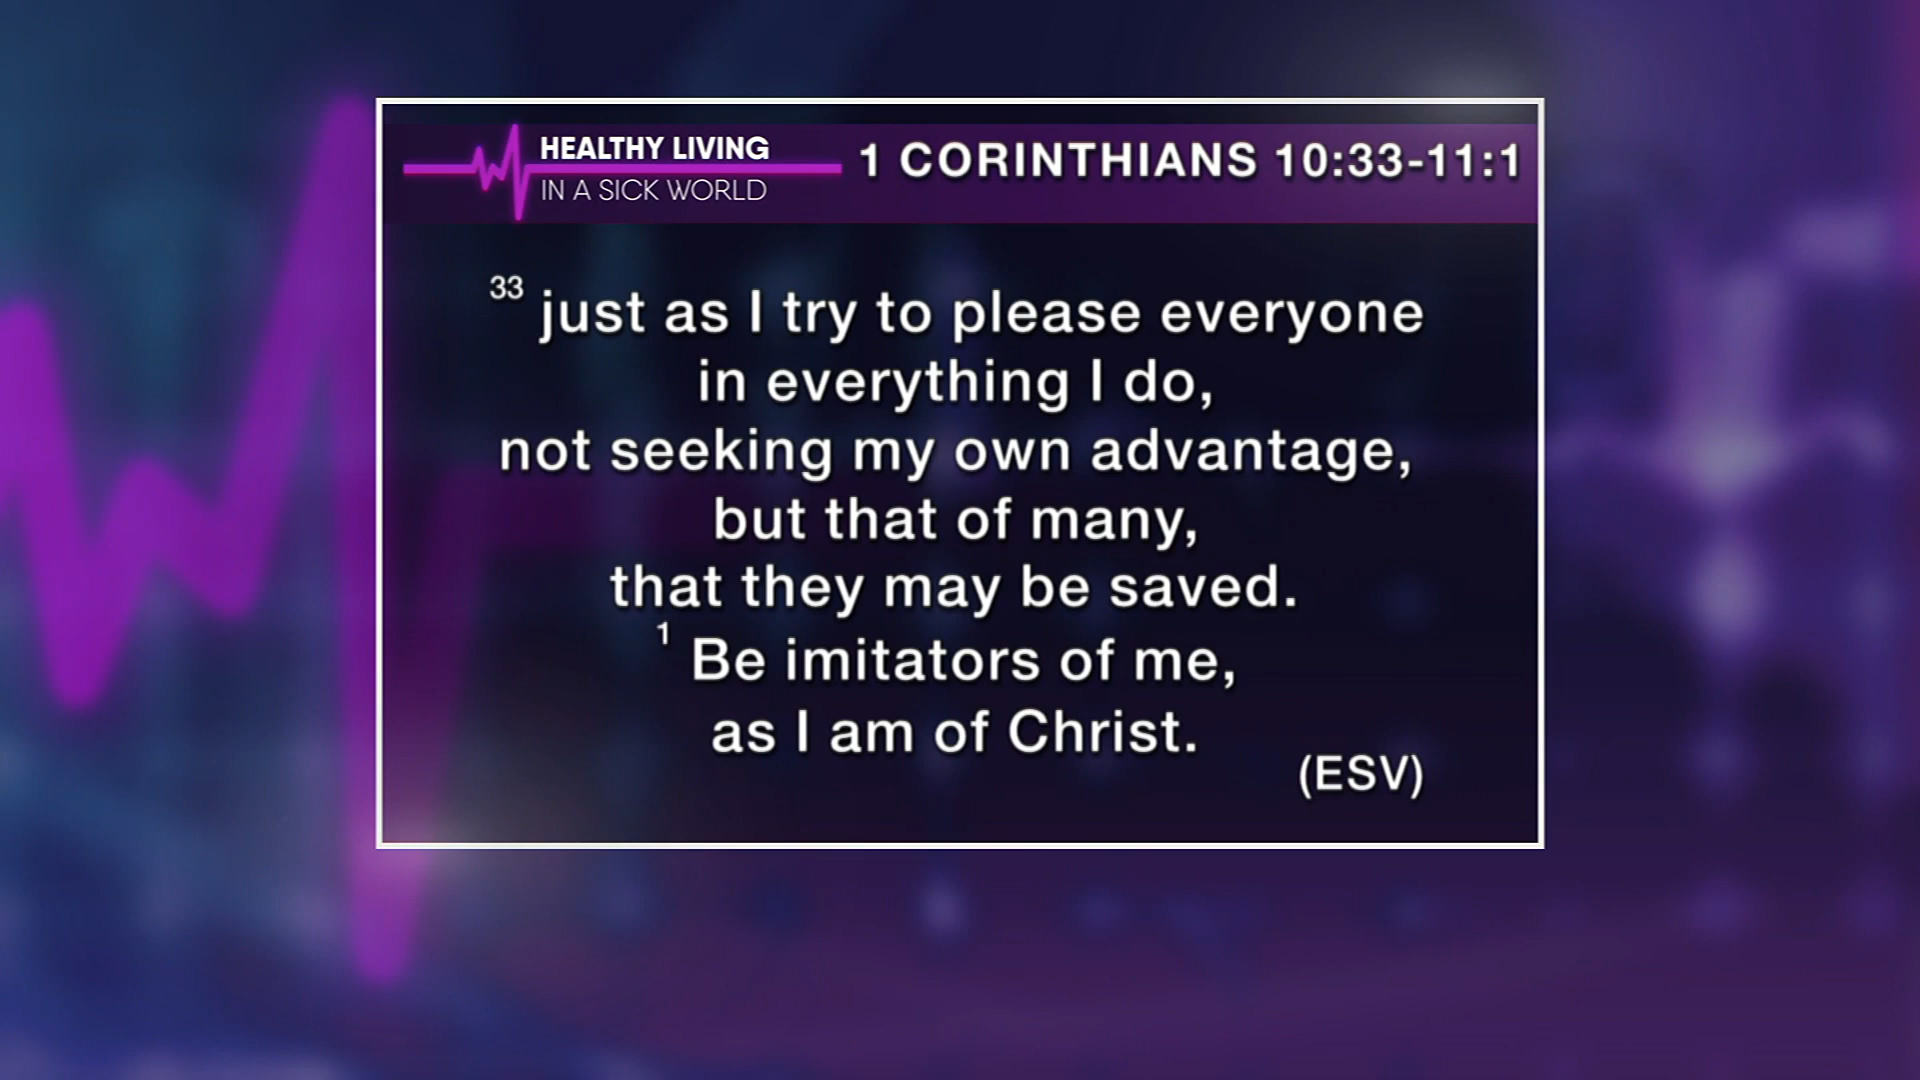 HEALTHY LIVING
IN A SICK WORLD
1 CORINTHIANS 10:33-11:1
33 just as I try to please everyone
in everything I do,
not seeking my own advantage,
but that of many,
that they may be saved.
1 Be imitators of me,
as I am of Christ.
(ESV)